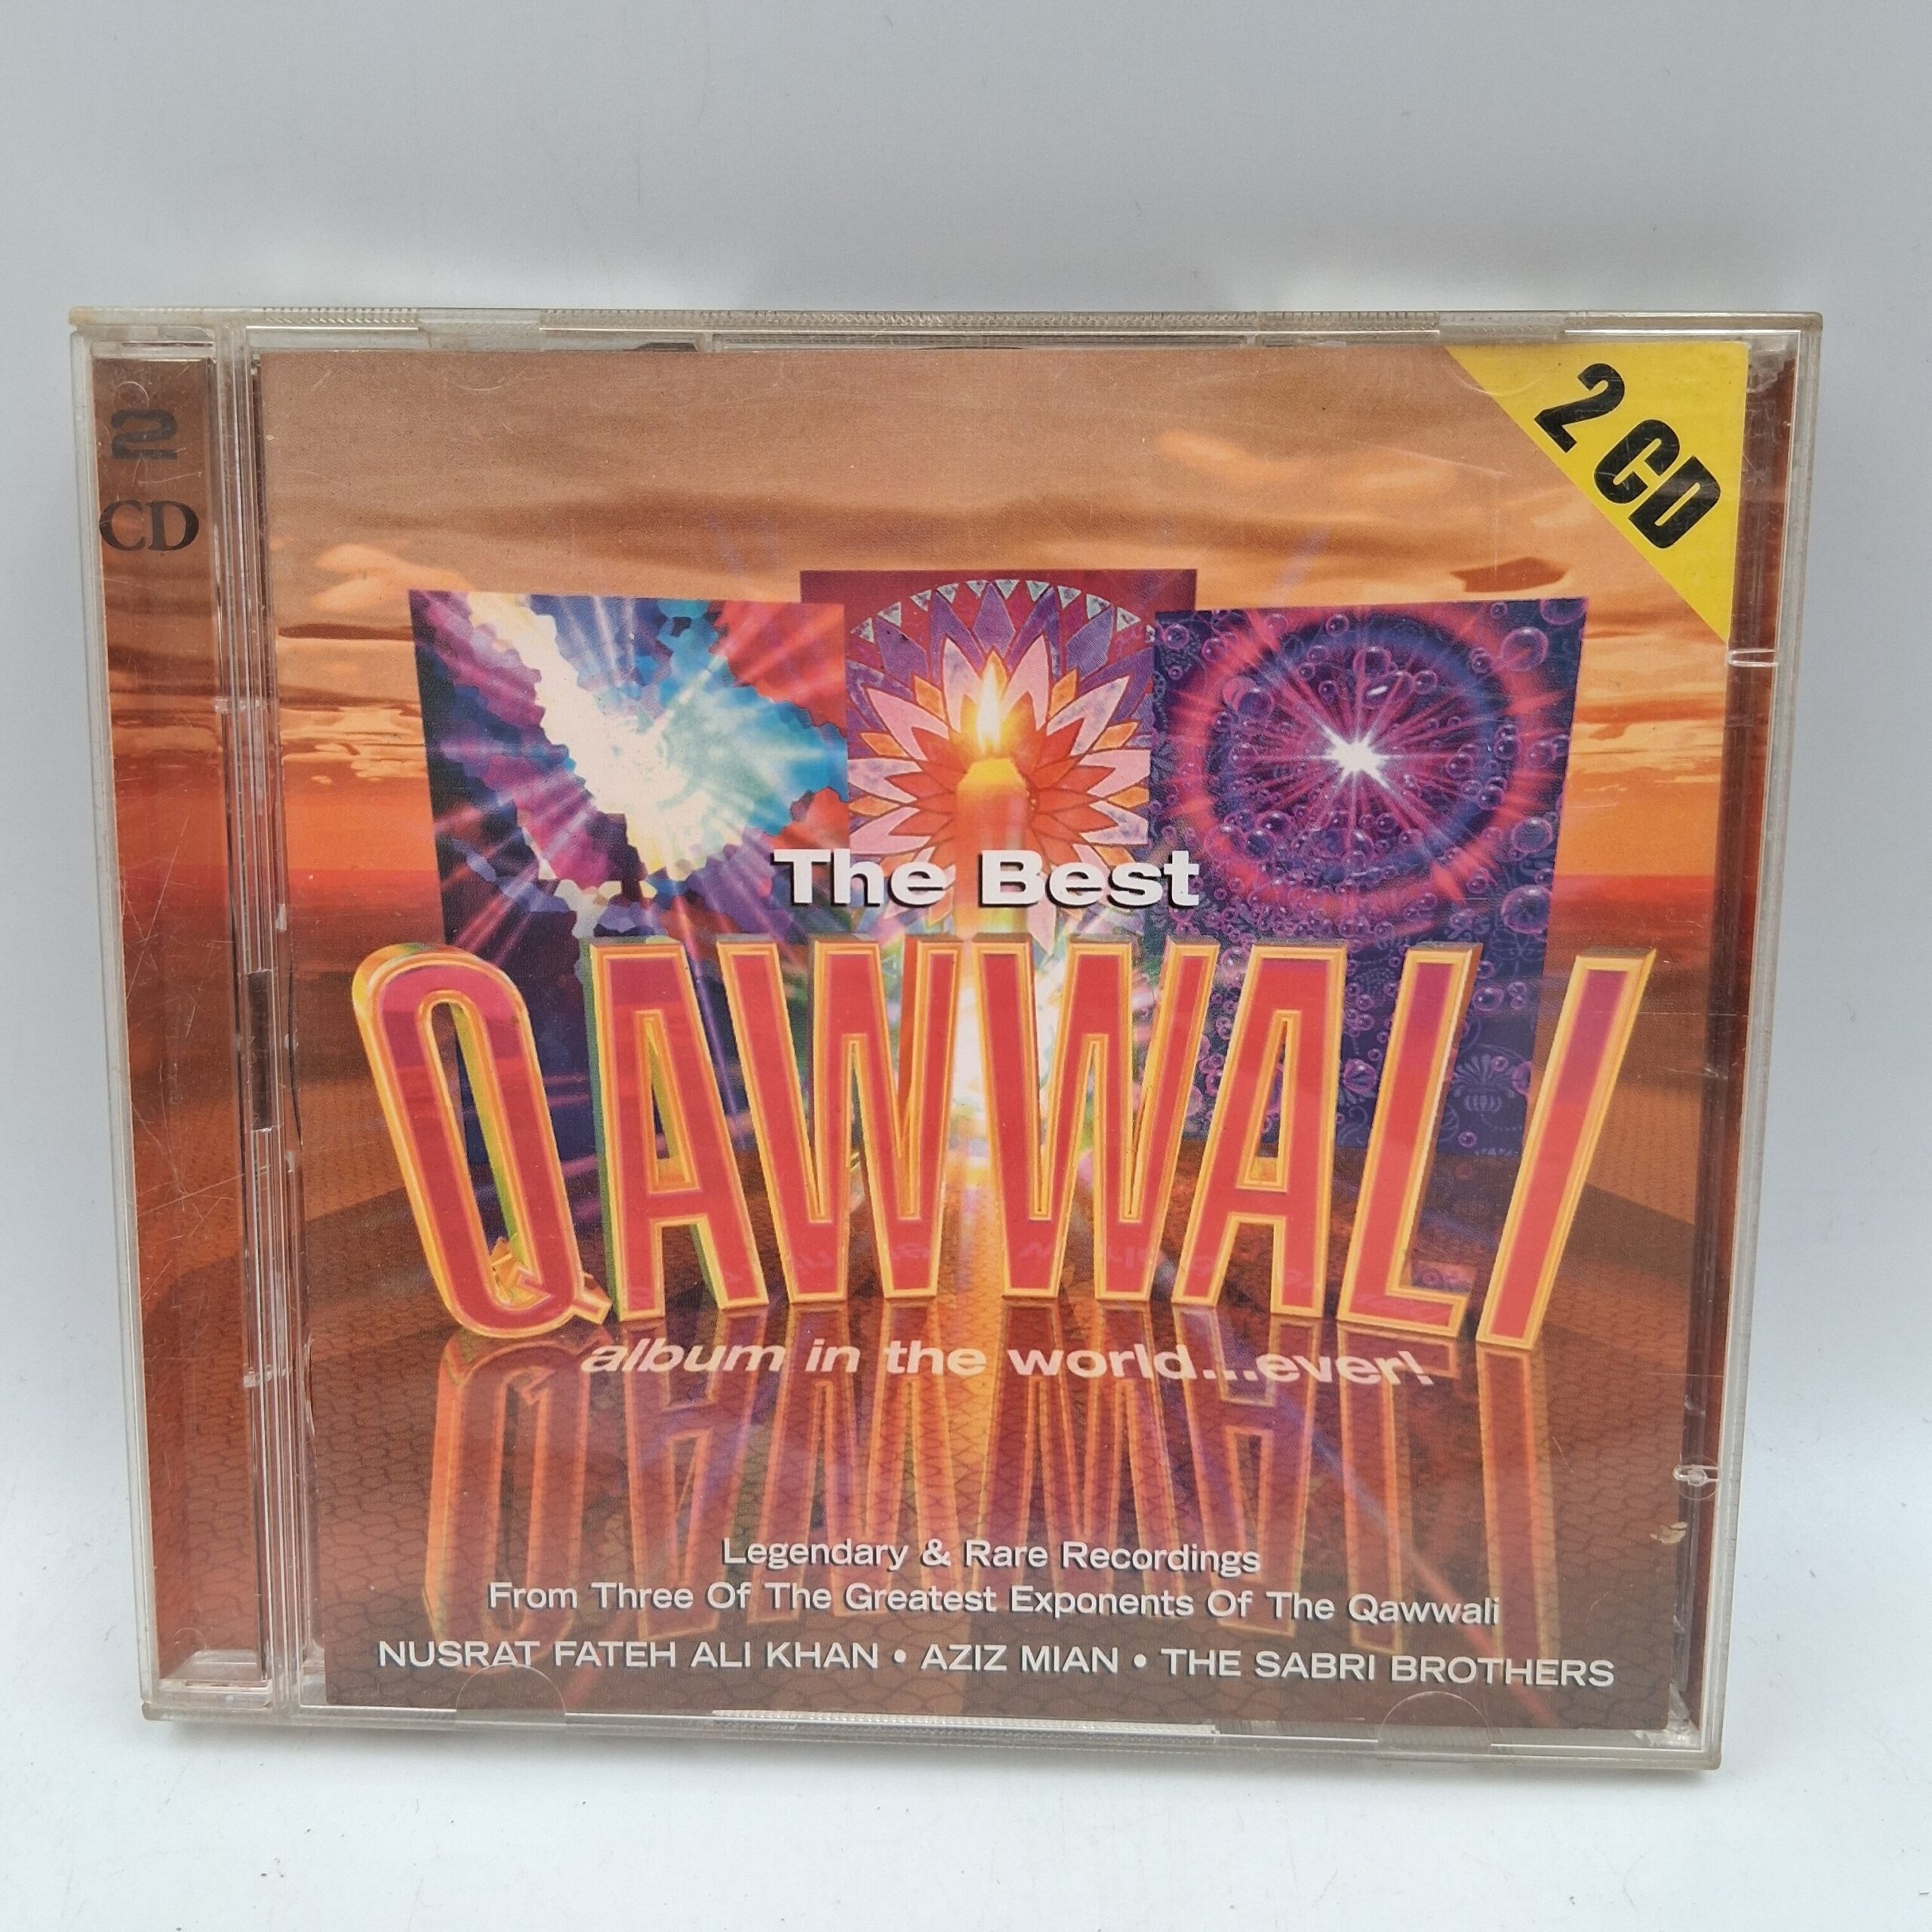 2
CD
2 CD
The Best
QAWWALI
album in the world...ever!
Legendary & Rare Recordings
From Three Of The Greatest Exponents Of The Qawwali
NUSRAT FATEH ALI KHAN • AZIZ MIAN • THE SABRI BROTHERS